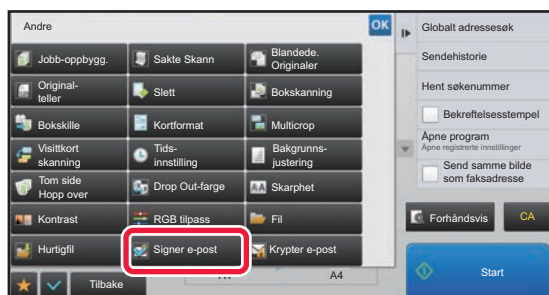 Andre
OK
Jobb-oppbygg.
Sakte Skann
Blandede.
Originaler
Original-
teller
Slett
Bokskanning
Bokskille
Kortformat
Multicrop
Visittkort
skanning
Tids-
innstilling
Bakgrunns-
justering
Tom side
Hopp over
Drop Out-farge
AA
Skarphet
Kontrast
RGB tilpass
Fil
Hurtigfil
Signer e-post
Krypter e-post
Tilbake
A4
Globalt adressesøk
Sendehistorie
Hent søkenummer
Bekreftelsesstempel
Åpne program
Åpne registrerte innstillinger
Send samme bilde
som faksadresse
Forhåndsvis
CA
Start